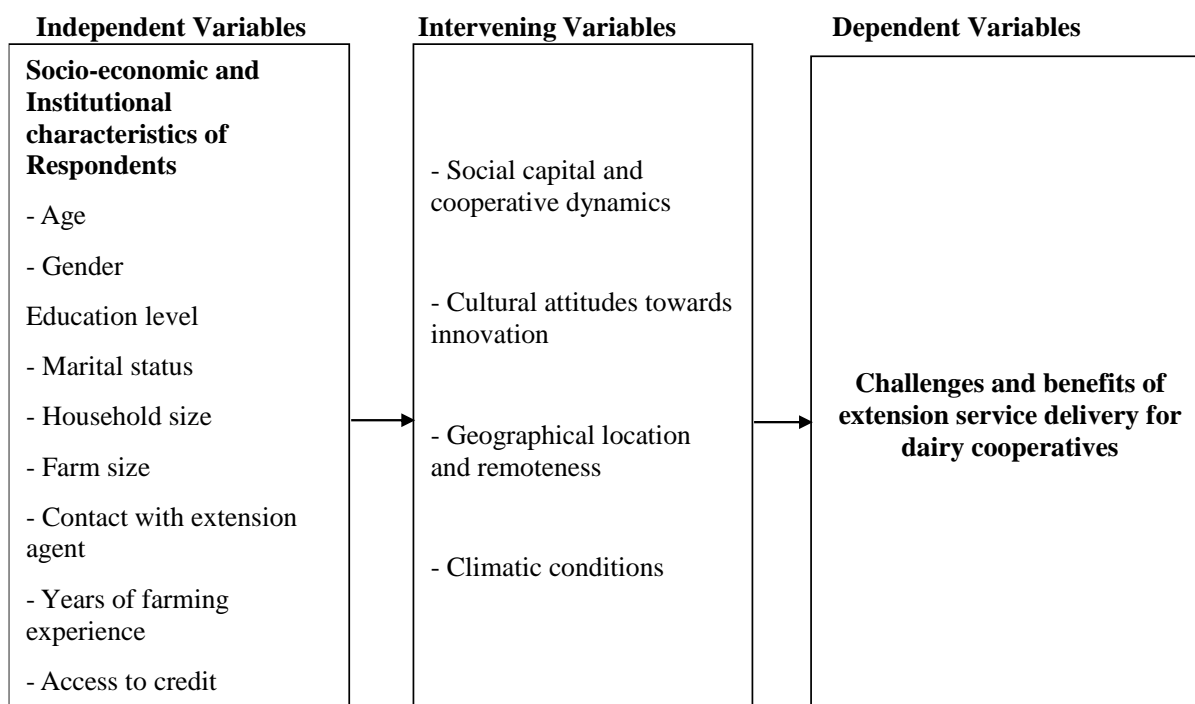 Independent Variables
Socio-economic and
Institutional
characteristics of
Respondents
- Age
- Gender
Education level
- Marital status
- Household size
- Farm size
- Contact with extension
agent
- Years of farming
experience
- Access to credit
Intervening Variables
- Social capital and
cooperative dynamics
- Cultural attitudes towards
innovation
- Geographical location
and remoteness
- Climatic conditions
Dependent Variables
Challenges and benefits of
extension service delivery for
dairy cooperatives